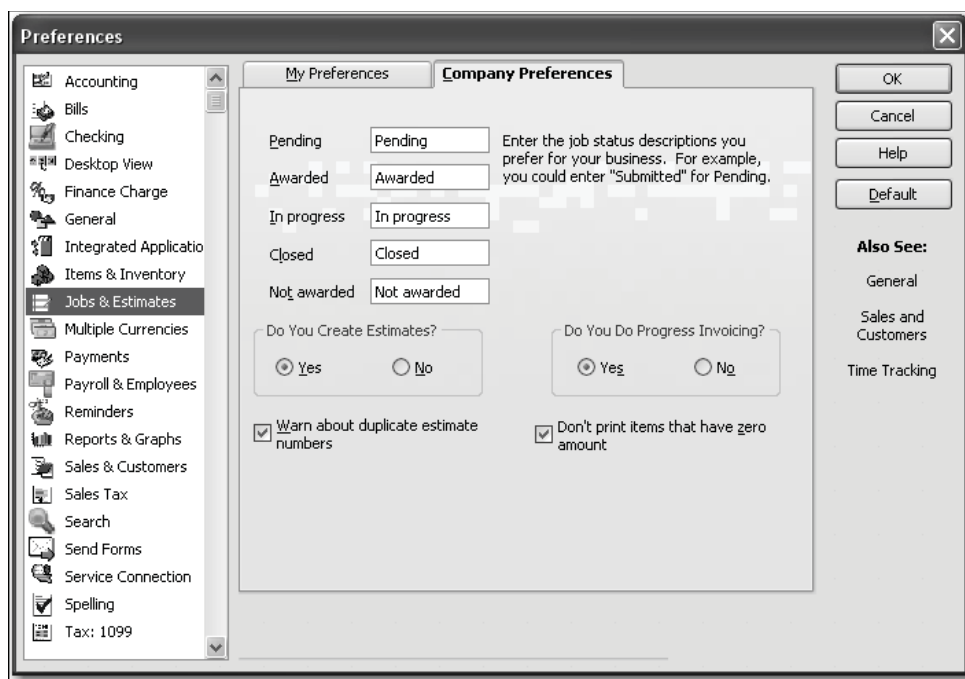 Preferences
Accounting
Bills
Checking
Desktop View
Finance Charge
General
Integrated Applicatio
Items & Inventory
Jobs & Estimates
Multiple Currencies
Payments
Payroll & Employees
Reminders
Reports & Graphs
Sales & Customers
Sales Tax
Search
Send Forms
Service Connection
Spelling
Tax: 1099
My Preferences
Company Preferences
Pending Pending
Awarded Awarded
In progress In progress
Closed Closed
Not awarded Not awarded
Enter the job status descriptions you
prefer for your business. For example,
you could enter "Submitted" for Pending.
Do You Create Estimates?
Yes No
Warn about duplicate estimate
numbers
Do You Do Progress Invoicing?
Yes No
Don't print items that have zero
amount
OK
Cancel
Help
Default
Also See:
General
Sales and
Customers
Time Tracking